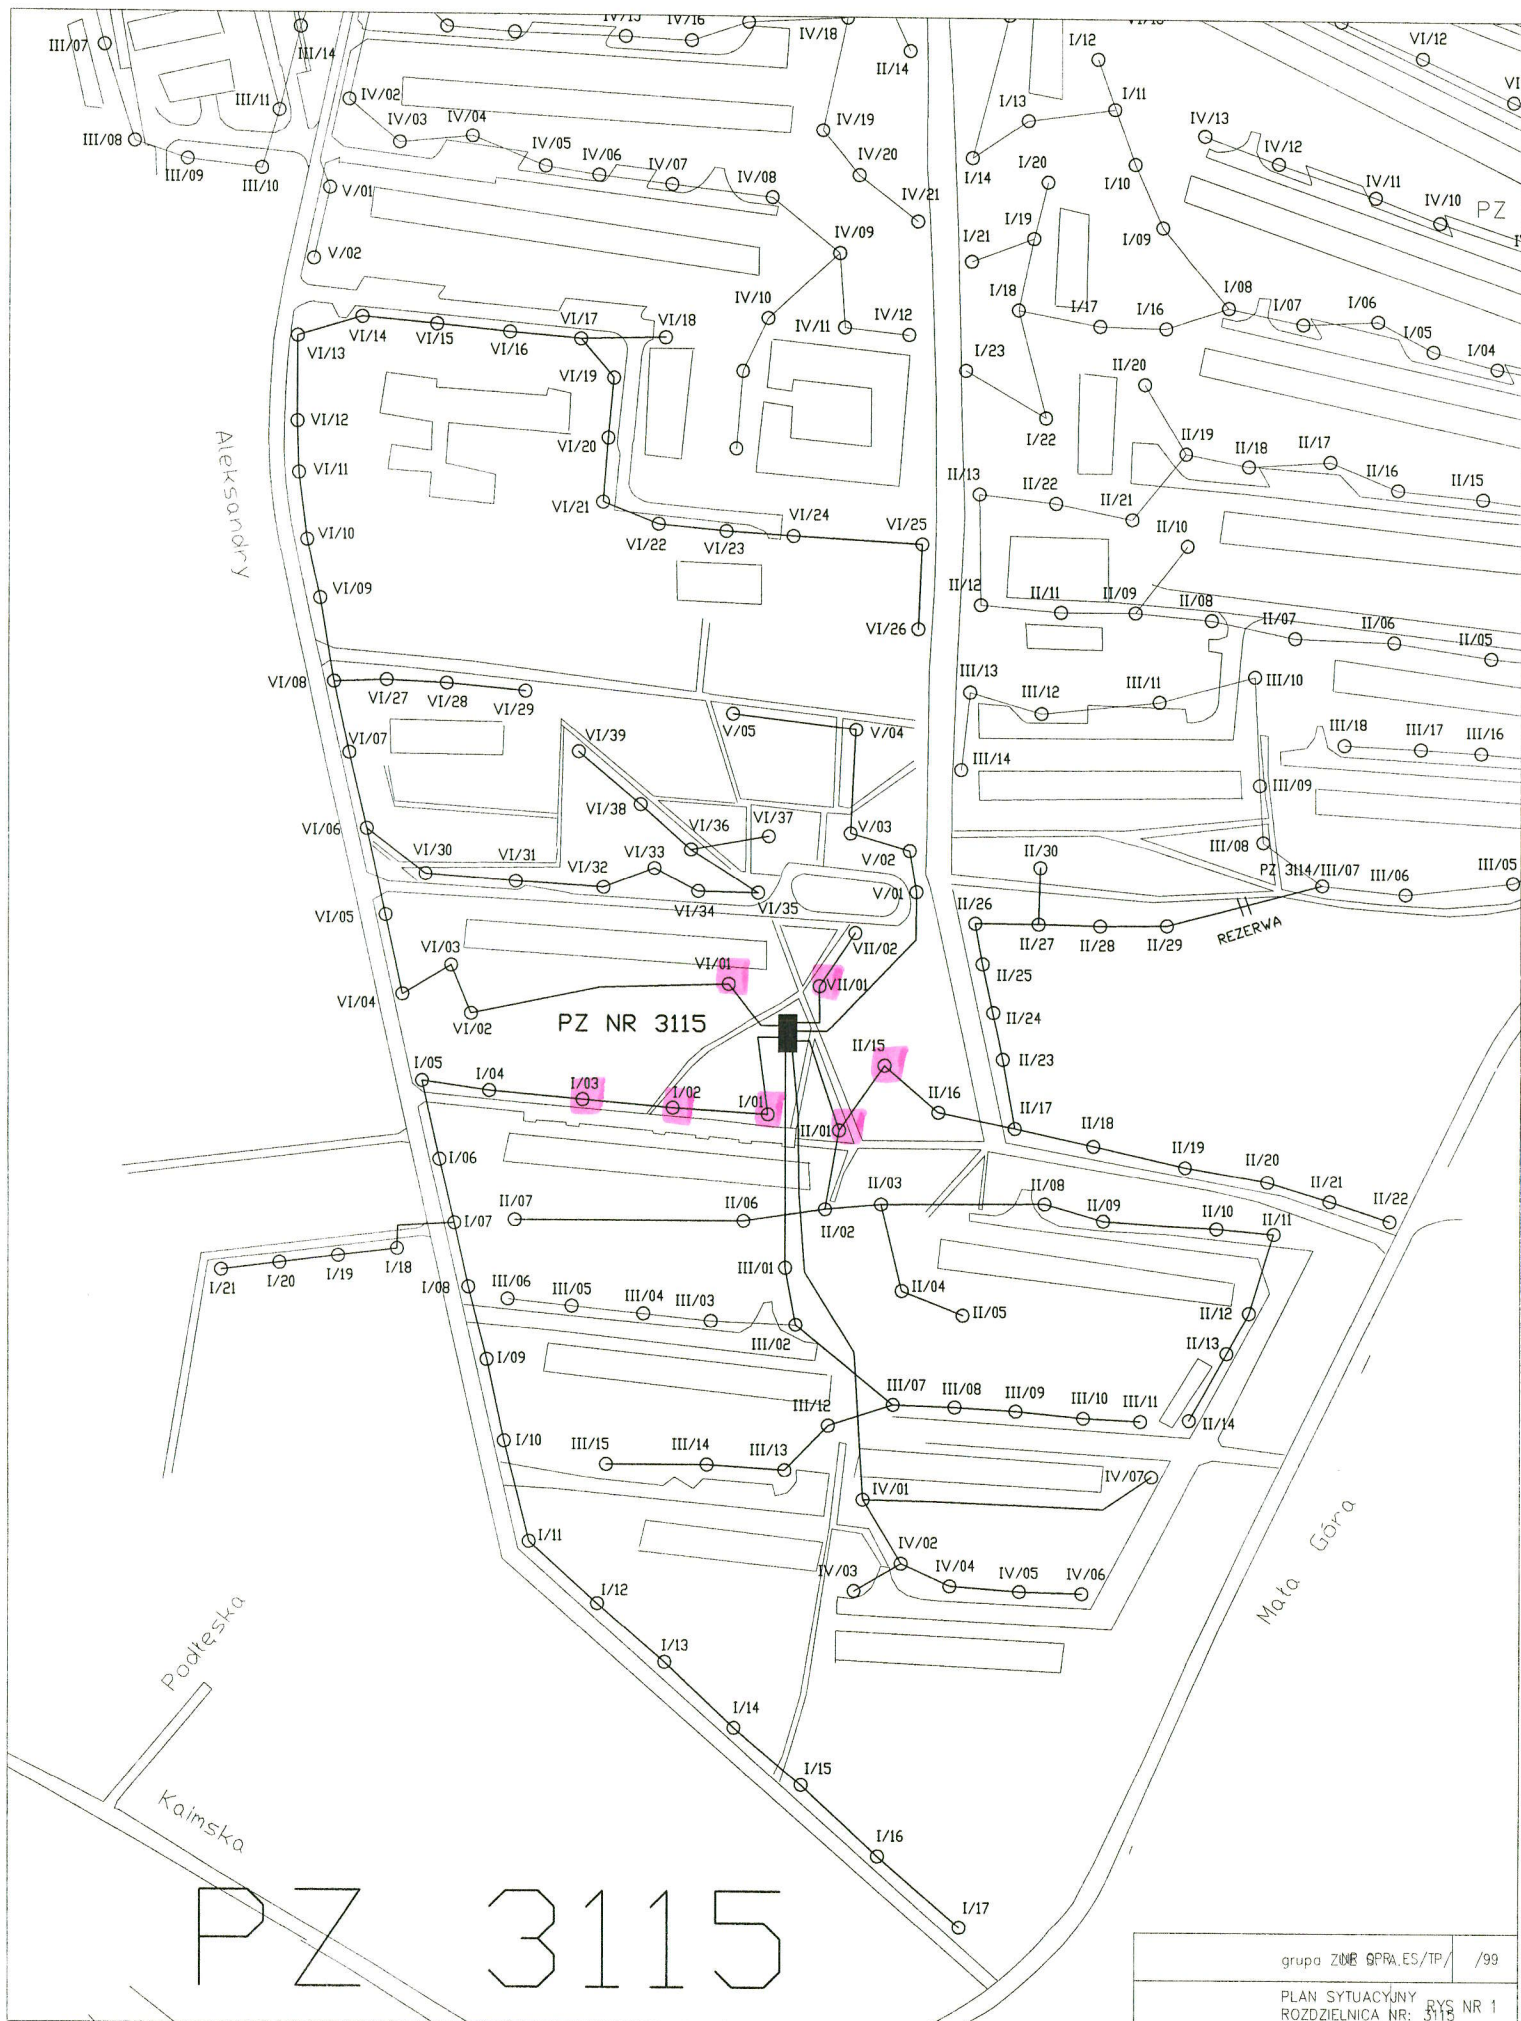 III/07
III/14
IV/15
IV/16
IV/18
II/14
I/12
VI/12
III/11
IV/02
I/11
I/13
IV/13
III/08
IV/03
IV/04
IV/19
IV/05
IV/06
IV/07
IV/20
IV/12
III/09
III/10
V/01
IV/08
I/14
I/20
I/10
IV/11
IV/10
PZ
IV/21
I/19
I/09
V/02
IV/09
I/21
I/18
I/08
IV/10
IV/11
IV/12
I/17
I/16
I/07
I/06
VI/14
VI/13
VI/15
VI/16
VI/17
VI/18
I/05
I/04
VI/19
I/23
II/20
VI/12
I/22
VI/20
II/19
II/18
II/17
Aleksandry
VI/11
II/13
II/22
II/16
II/15
VI/21
II/21
VI/10
VI/22
VI/23
VI/24
VI/25
II/10
VI/09
II/12
II/11
II/09
II/08
II/07
VI/26
II/06
II/05
VI/08
VI/27
VI/28
VI/29
III/13
III/12
III/11
III/10
V/05
V/04
VI/07
VI/39
III/18
III/17
III/16
III/14
III/09
VI/38
VI/06
VI/36
VI/37
V/03
III/08
V/02
VI/30
VI/31
VI/32
VI/33
II/30
PZ 3114/III/07
III/06
III/05
VI/34
VI/35
V/01
VI/05
II/26
II/27
II/28
II/29
REZERWA
VII/02
VI/03
VI/01
VII/01
II/25
VI/04
VI/02
PZ NR 3115
II/24
I/05
I/04
I/03
I/02
I/01
II/15
II/23
II/16
II/17
II/01
II/18
II/19
I/06
II/20
II/21
II/22
II/07
II/06
II/03
II/08
I/07
II/02
II/09
II/10
II/11
I/21
I/20
I/19
I/18
I/08
III/06
III/05
III/04
III/03
III/01
II/04
II/05
II/12
III/02
II/13
I/09
III/07
III/08
III/09
III/10
III/11
III/12
II/14
I/10
III/15
III/14
III/13
IV/07
IV/01
Mała Góra
I/11
IV/02
IV/03
IV/04
IV/05
IV/06
I/12
Podłęska
I/13
I/14
I/15
Kaimska
I/16
I/17
PZ 3115
grupa
/99
PLAN SYTUACYJNY
RYS NR 1
ROZDZIELNICA NR: 3115